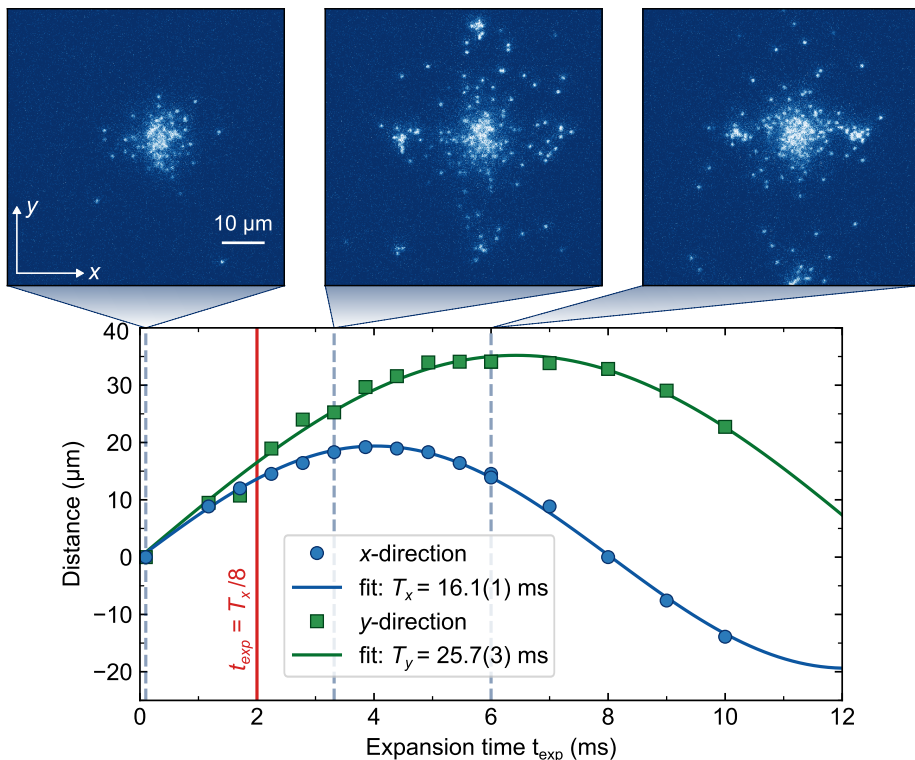 y
10 µm
x
40
30
20
10
0
−10
−20
Distance (µm)
t_exp = T_x/8
x-direction
fit: T_x = 16.1(1) ms
y-direction
fit: T_y = 25.7(3) ms
0
2
4
6
8
10
12
Expansion time t_exp (ms)